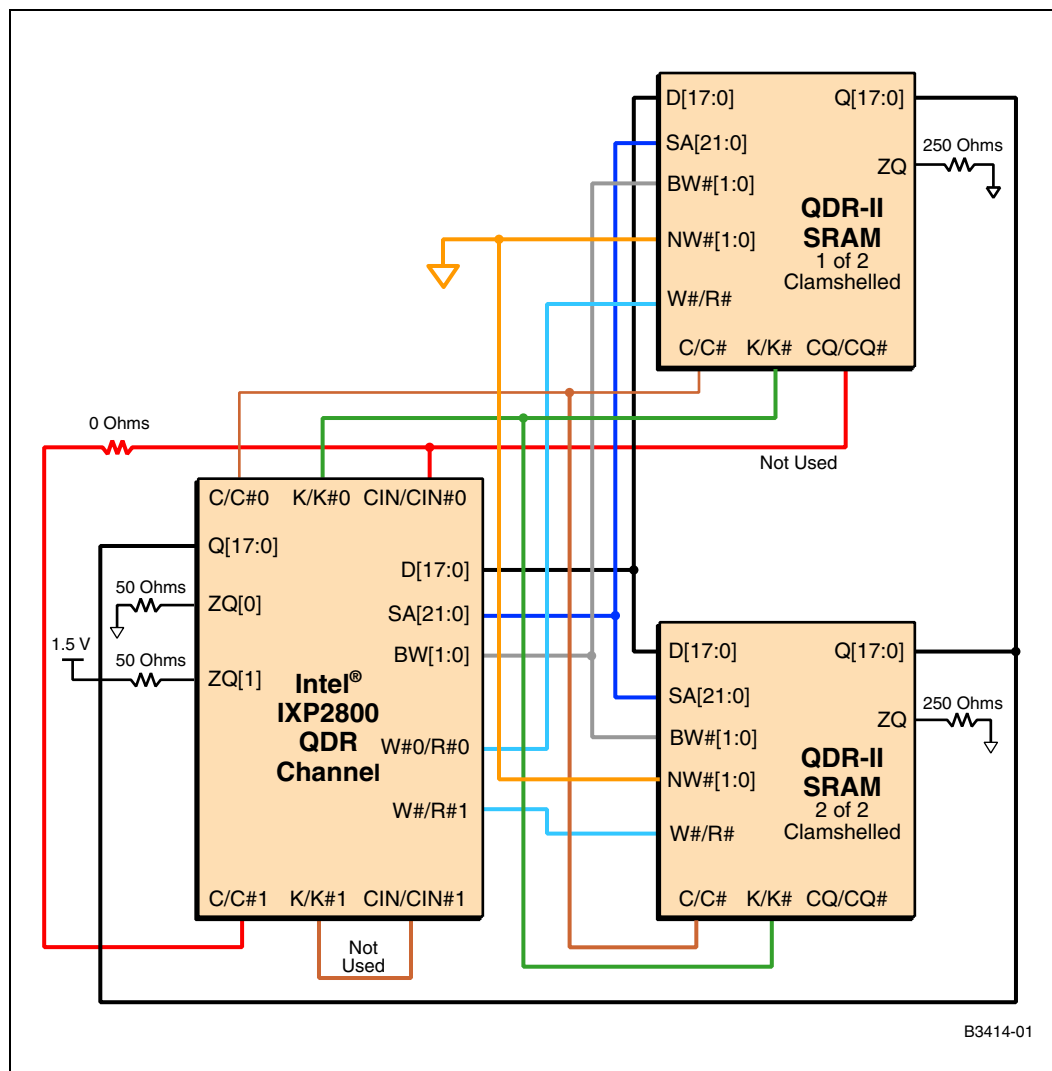 D[17:0]
Q[17:0]
SA[21:0]
250 Ohms
ZQ
BW#[1:0]
QDR-II
SRAM
1 of 2
Clamshelled
NW#[1:0]
W#/R#
C/C#
K/K#
CQ/CQ#
0 Ohms
Not Used
C/C#0
K/K#0
CIN/CIN#0
Q[17:0]
D[17:0]
50 Ohms
ZQ[0]
SA[21:0]
1.5 V
50 Ohms
ZQ[1]
BW[1:0]
Intel®
IXP2800
QDR
Channel
W#0/R#0
W#/R#1
C/C#1
K/K#1
CIN/CIN#1
Not
Used
D[17:0]
Q[17:0]
SA[21:0]
250 Ohms
ZQ
BW#[1:0]
QDR-II
SRAM
2 of 2
Clamshelled
NW#[1:0]
W#/R#
C/C#
K/K#
CQ/CQ#
B3414-01